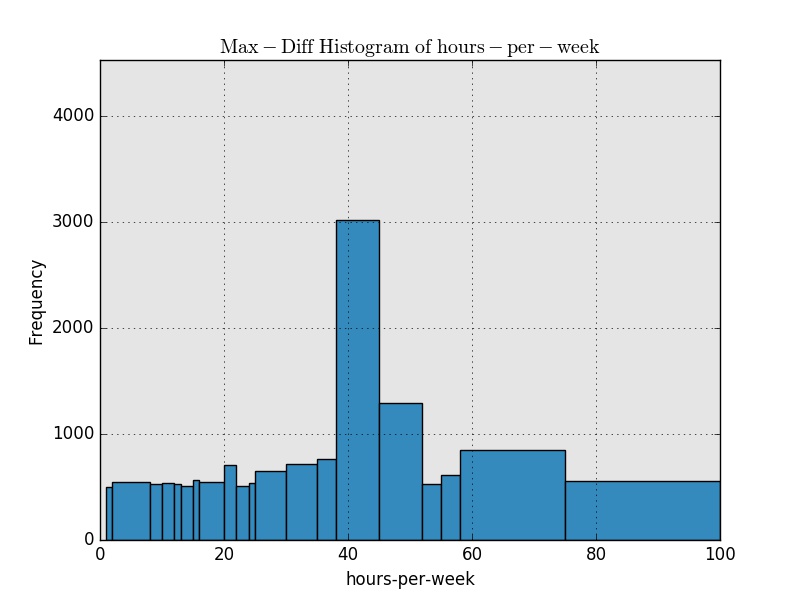 Max − Diff Histogram of hours − per − week
4000
3000
2000
1000
0
Frequency
0 20 40 60 80 100
hours-per-week